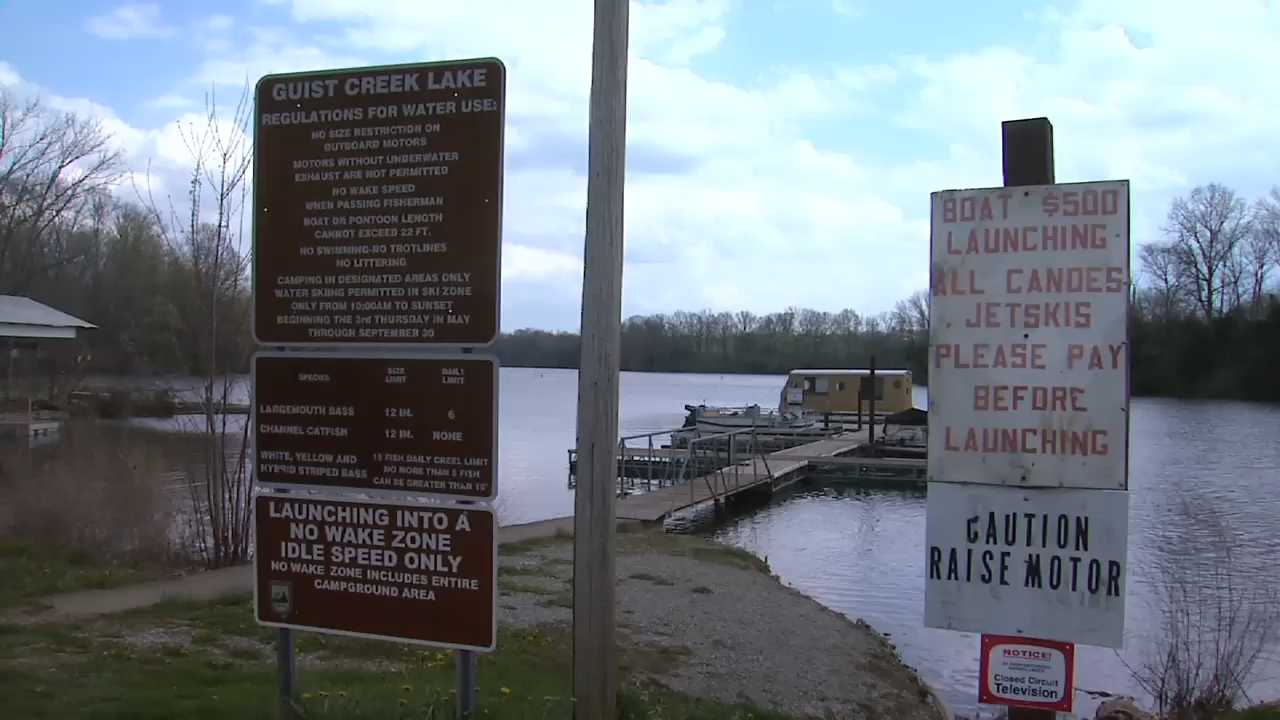 GUIST CREEK LAKE
REGULATIONS FOR WATER USE:
NO SIZE RESTRICTION ON
OUTBOARD MOTORS
MOTORS WITHOUT UNDERWATER
EXHAUST ARE NOT PERMITTED
NO WAKE SPEED
WHEN PASSING FISHERMAN
BOAT OR PONTOON LENGTH
CANNOT EXCEED 22 FT.
NO SWIMMING-NO TROTLINES
NO LITTERING
CAMPING IN DESIGNATED AREAS ONLY
WATER SKIING PERMITTED IN SKI ZONE
ONLY FROM 10:00AM TO SUNSET
BEGINNING THE 3rd THURSDAY IN MAY
THROUGH SEPTEMBER 30
SPECIES SIZE LIMIT DAILY LIMIT
LARGEMOUTH BASS 12 IN. 6
CHANNEL CATFISH 12 IN. NONE
WHITE, YELLOW AND
HYBRID STRIPED BASS
15 FISH DAILY CREEL LIMIT
NO MORE THAN 5 FISH
CAN BE GREATER THAN 15"
LAUNCHING INTO A
NO WAKE ZONE
IDLE SPEED ONLY
NO WAKE ZONE INCLUDES ENTIRE
CAMPGROUND AREA
BOAT $500
LAUNCHING
ALL CANOES
JETSKIS
PLEASE PAY
BEFORE
LAUNCHING
CAUTION
RAISE MOTOR
NOTICE!
Closed Circuit
Television